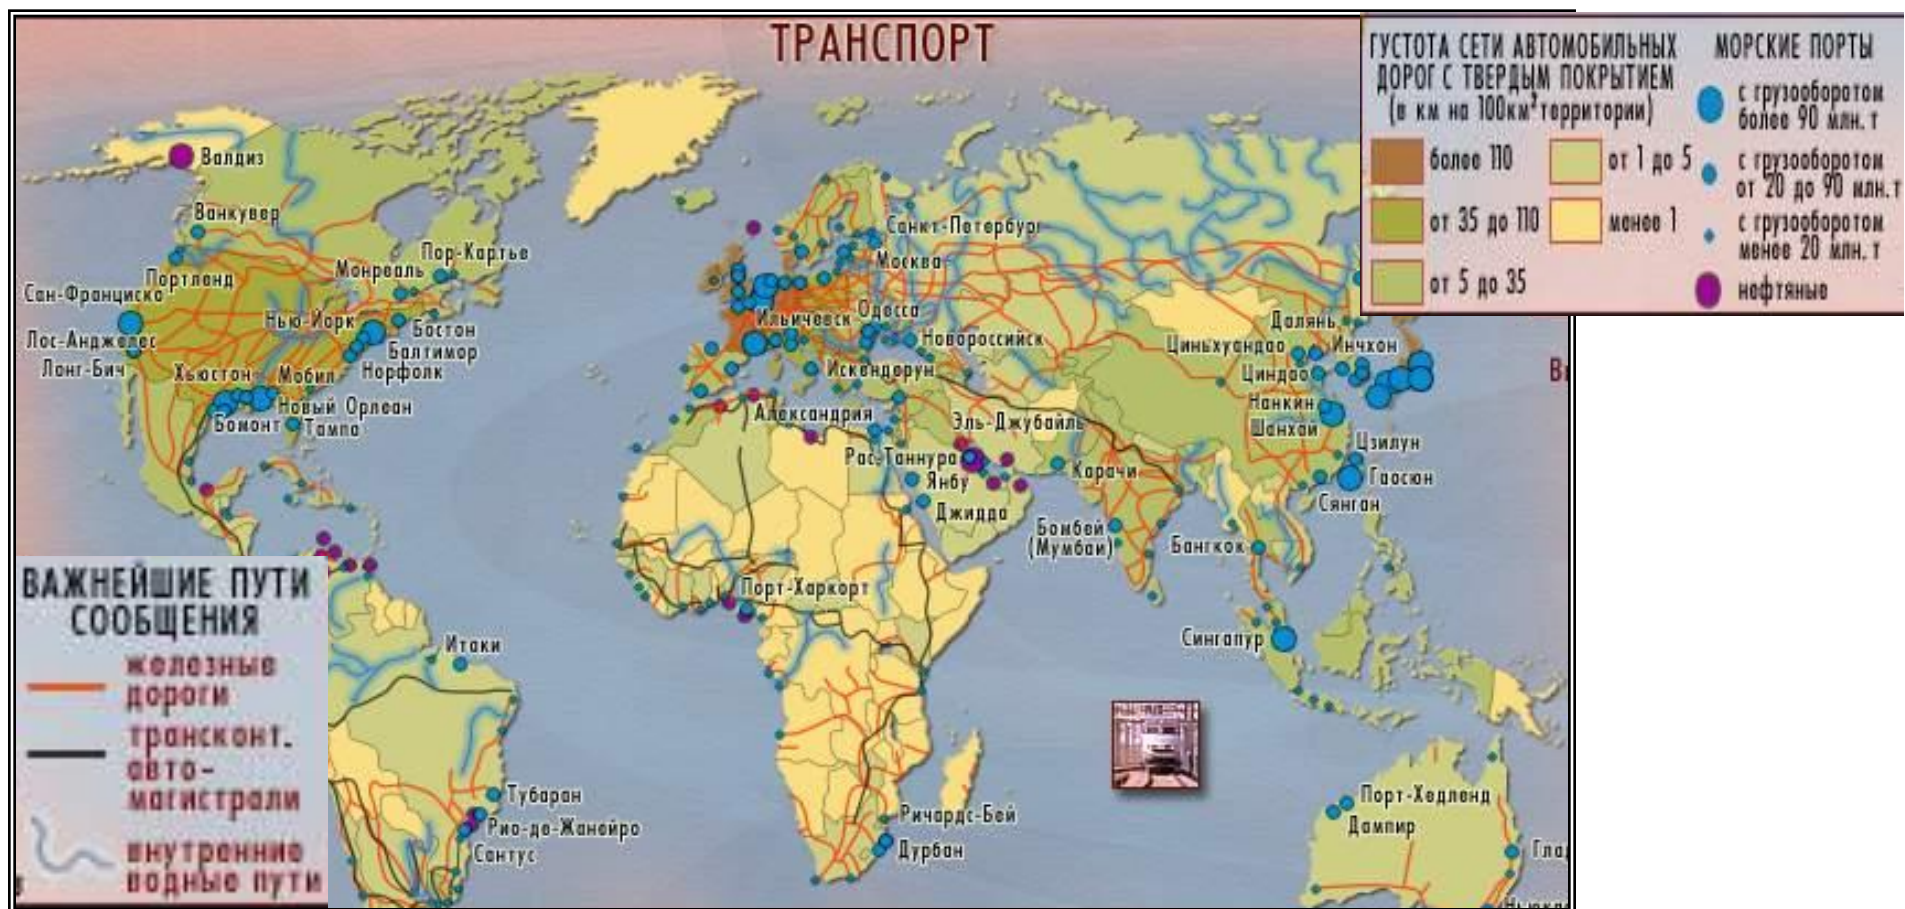 ТРАНСПОРТ
ГУСТОТА СЕТИ АВТОМОБИЛЬНЫХ
ДОРОГ С ТВЕРДЫМ ПОКРЫТИЕМ
(в км на 100км² территории)
более 110
от 35 до 110
от 5 до 35
от 1 до 5
менее 1
МОРСКИЕ ПОРТЫ
с грузооборотом
более 90 млн. т
с грузооборотом
от 20 до 90 млн. т
с грузооборотом
менее 20 млн. т
нефтяные
Валдиз
Ванкувер
Пор-Картье
Монреаль
Портленд
Сан-Франциско
Нью-Йорк
Бостон
Лос-Анджелес
Балтимор
Лонг-Бич
Хьюстон
Мобил
Норфолк
Новый Орлеан
Бомонт
Тампа
Санкт-Петербург
Москва
Ильичевск
Одесса
Новороссийск
Искендерун
Александрия
Эль-Джубайль
Рас-Таннура
Янбу
Джидда
Карачи
Бомбей
(Мумбаи)
Бангкок
Сингапур
Далянь
Циньхуандао
Инчхон
Циндао
Нанкин
Шанхай
Цзилун
Гаосюн
Сянган
Порт-Харкорт
Итаки
Тубаран
Рио-де-Жанейро
Сантус
Ричардс-Бей
Дурбан
Порт-Хедленд
Дампир
ВАЖНЕЙШИЕ ПУТИ
СООБЩЕНИЯ
железные
дороги
трансконт.
авто-
магистрали
внутренние
водные пути